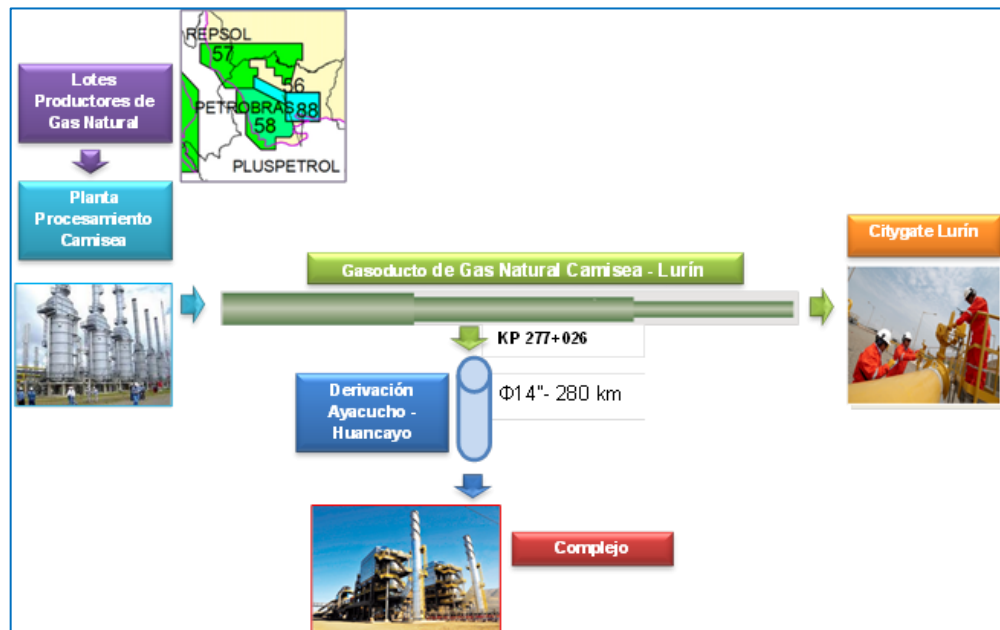 REPSOL
57
56
PETROBRAS
88
58
PLUSPETROL
Lotes
Productores de
Gas Natural
Planta
Procesamiento
Camisea
Citygate Lurín
Gasoducto de Gas Natural Camisea - Lurín
KP 277+026
Derivación
Ayacucho -
Huancayo
Φ14"- 280 km
Complejo